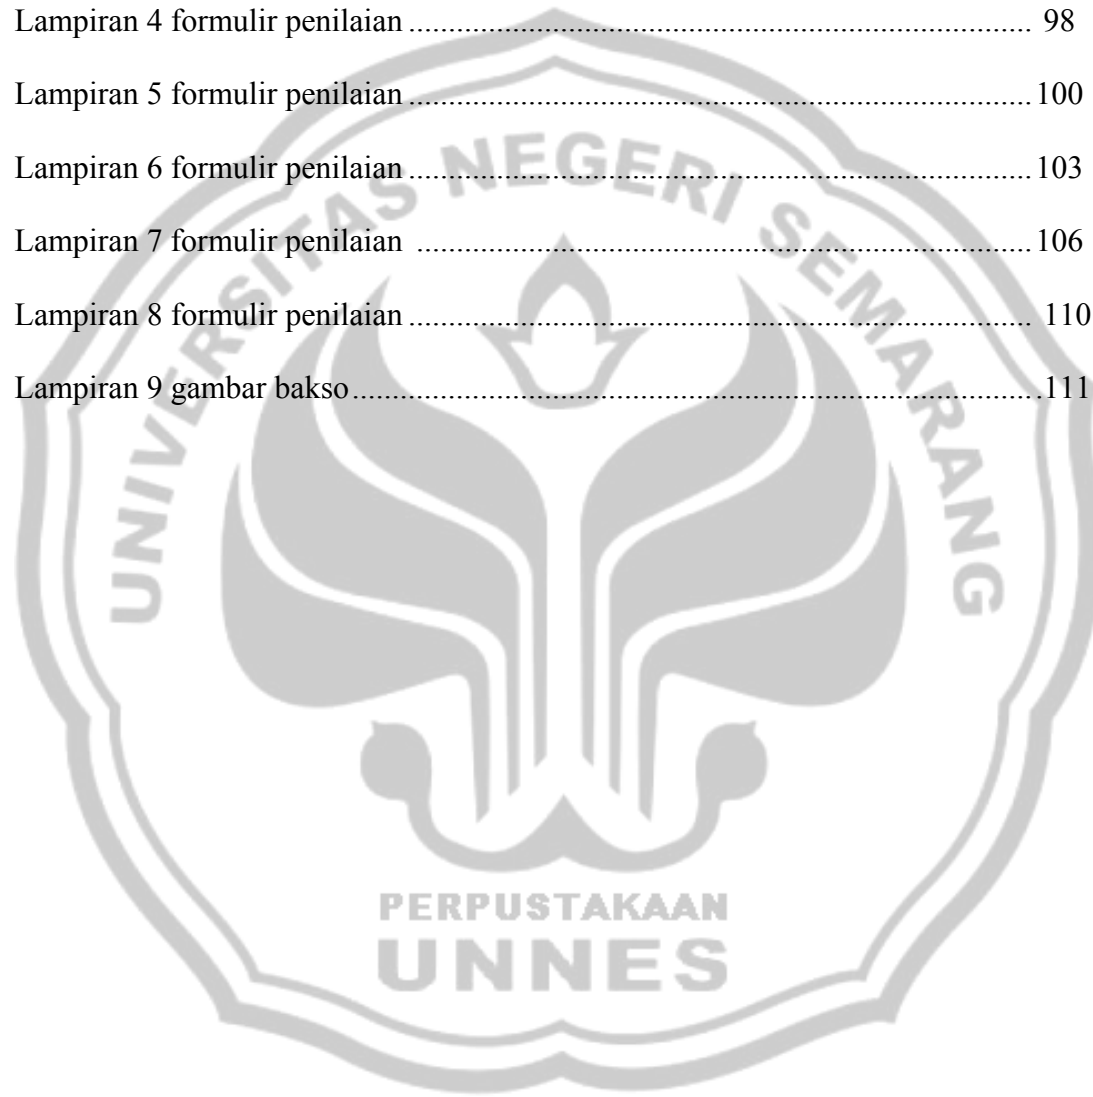 Lampiran 4 formulir penilaian ............................................................................... 98
Lampiran 5 formulir penilaian ............................................................................... 100
Lampiran 6 formulir penilaian ............................................................................... 103
Lampiran 7 formulir penilaian ............................................................................... 106
Lampiran 8 formulir penilaian ............................................................................... 110
Lampiran 9 gambar bakso ....................................................................................... 111
UNIVERSITAS NEGERI SEMARANG
PERPUSTAKAAN
UNNES